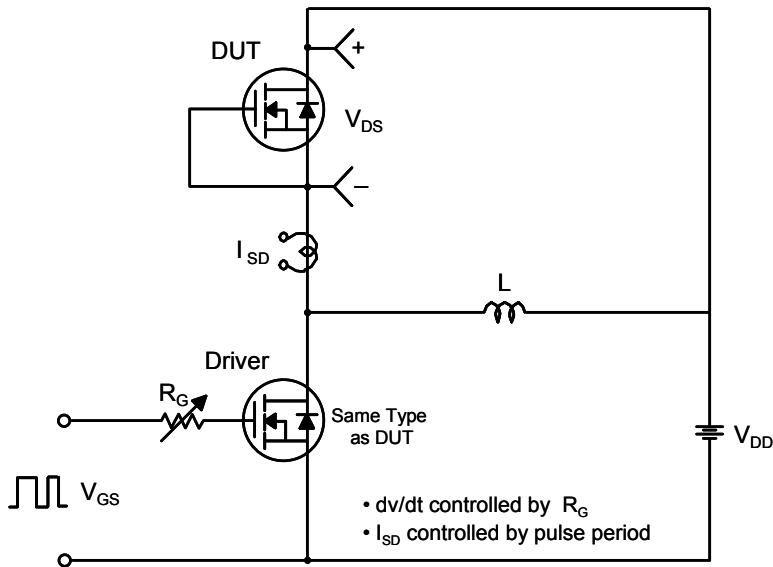 DUT
+
V_DS
–
I_SD
L
Driver
R_G
Same Type
as DUT
V_DD
V_GS
• dv/dt controlled by R_G
• I_SD controlled by pulse period